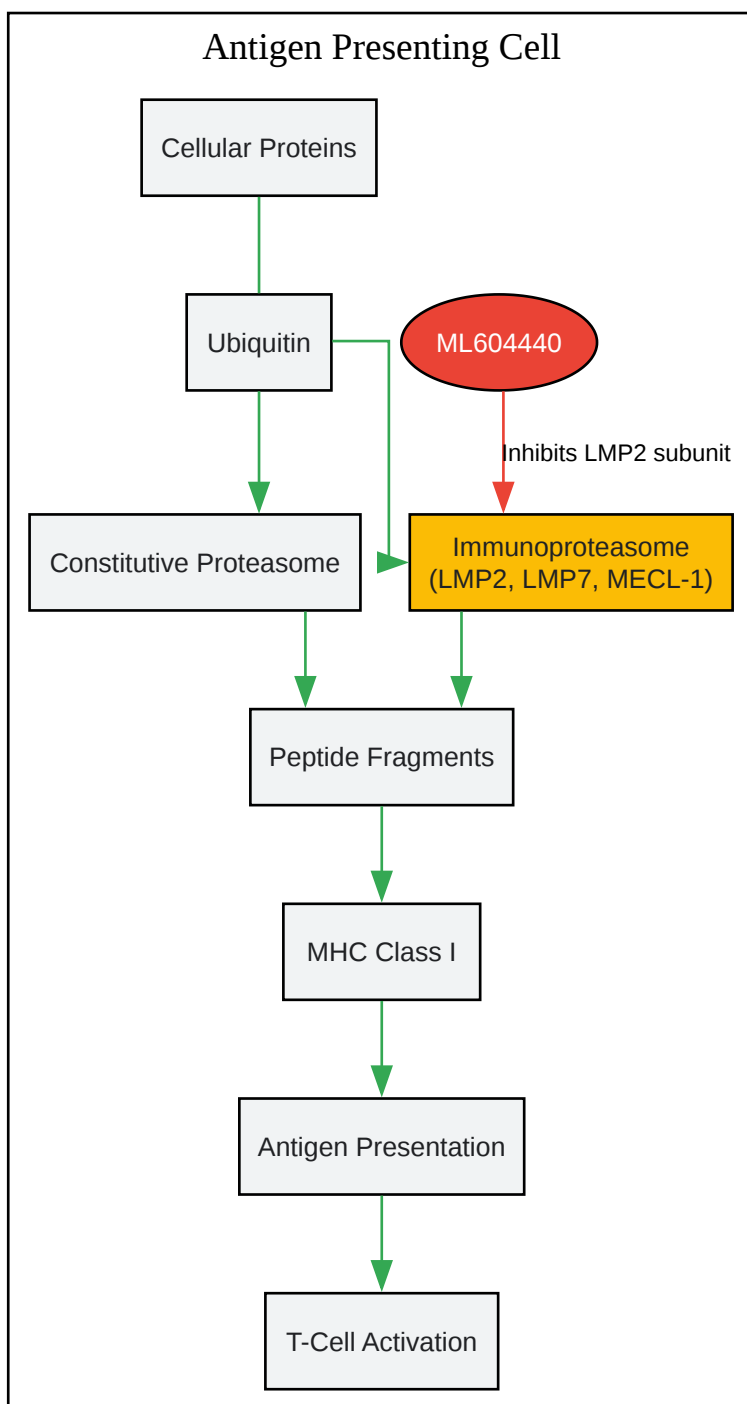 Antigen Presenting Cell
Cellular Proteins
Ubiquitin
ML604440
Inhibits LMP2 subunit
Constitutive Proteasome
Immunoproteasome
(LMP2, LMP7, MECL-1)
Peptide Fragments
MHC Class I
Antigen Presentation
T-Cell Activation